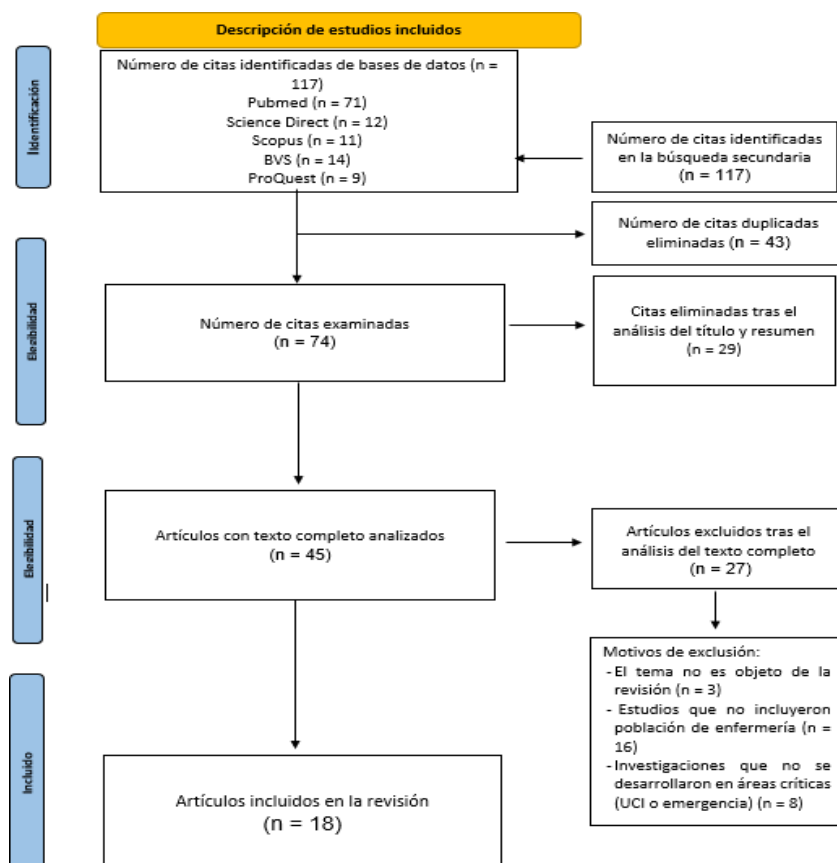 Descripción de estudios incluidos
Identificación
Número de citas identificadas de bases de datos (n =
117)
Pubmed (n = 71)
Science Direct (n = 12)
Scopus (n = 11)
BVS (n = 14)
ProQuest (n = 9)
Número de citas identificadas
en la búsqueda secundaria
(n = 117)
Número de citas duplicadas
eliminadas (n = 43)
Elegibilidad
Número de citas examinadas
(n = 74)
Citas eliminadas tras el
análisis del título y resumen
(n = 29)
Elegibilidad
Artículos con texto completo analizados
(n = 45)
Artículos excluidos tras el
análisis del texto completo
(n = 27)
Motivos de exclusión:
- El tema no es objeto de la
revisión (n = 3)
- Estudios que no incluyeron
población de enfermería (n =
16)
- Investigaciones que no se
desarrollaron en áreas críticas
(UCI o emergencia) (n = 8)
Incluido
Artículos incluidos en la revisión
(n = 18)